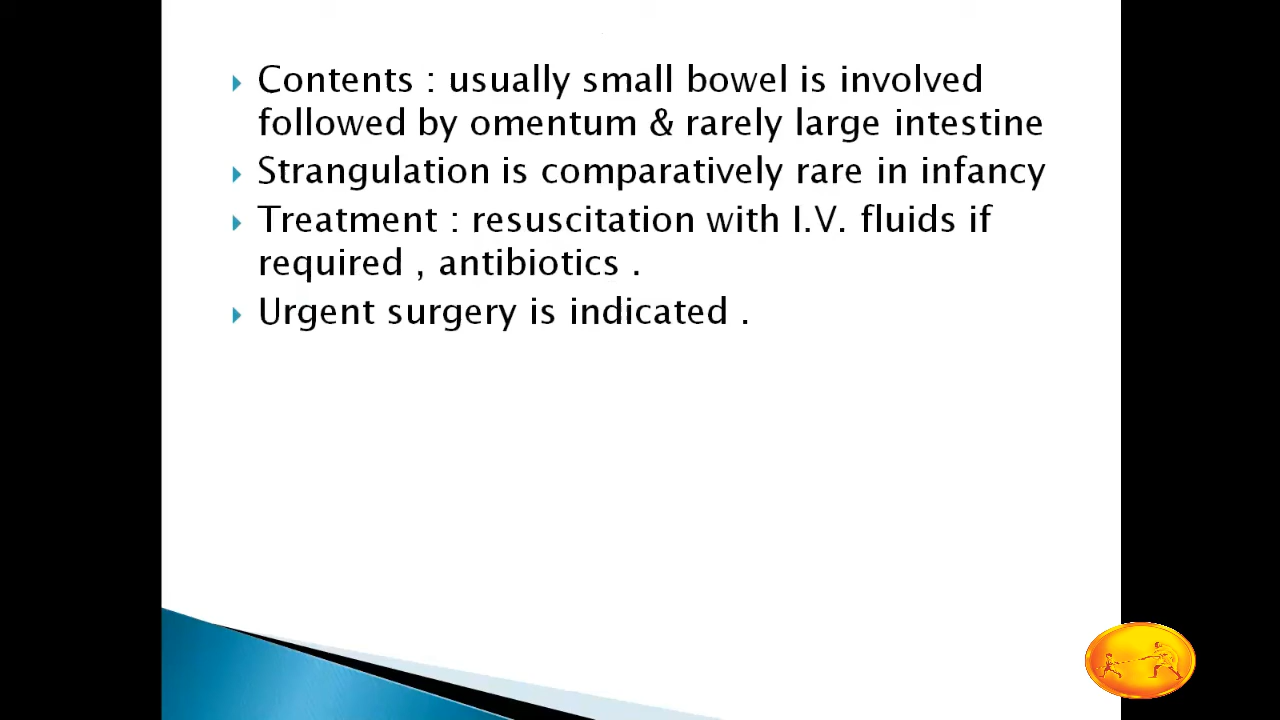 Contents : usually small bowel is involved
followed by omentum & rarely large intestine
Strangulation is comparatively rare in infancy
Treatment : resuscitation with I.V. fluids if
required , antibiotics .
Urgent surgery is indicated .